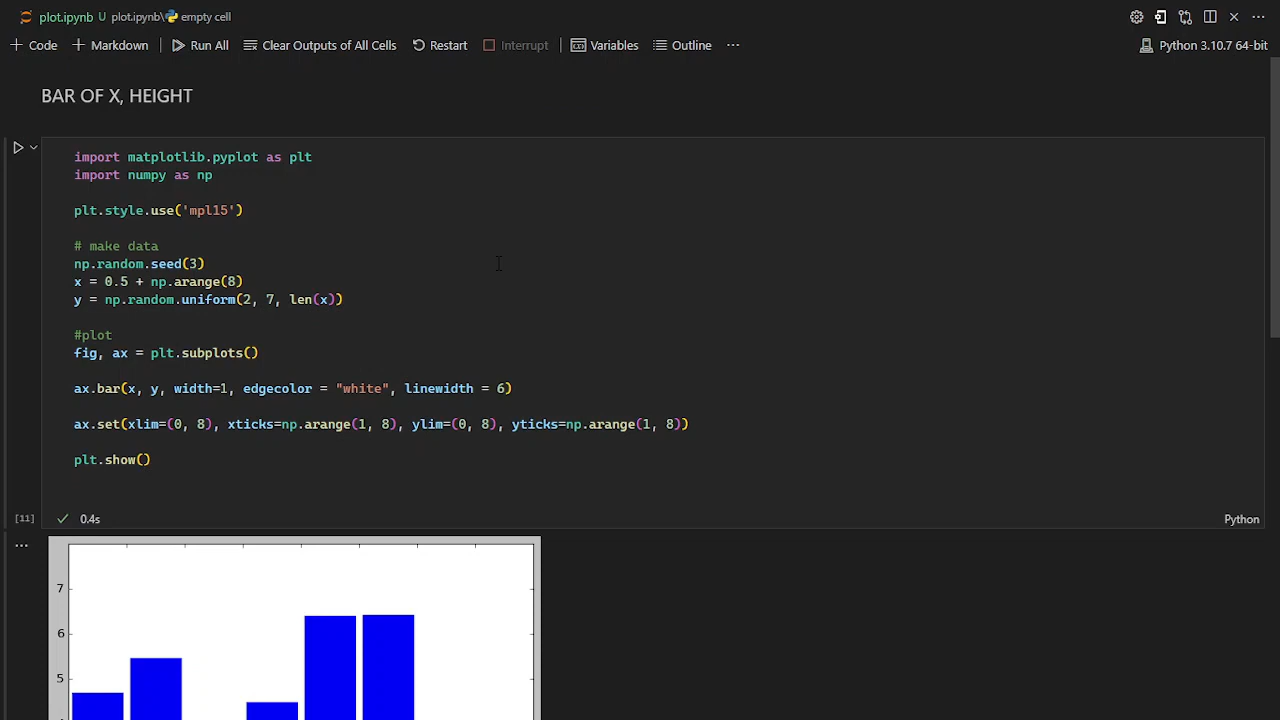 plot.ipynb U plot.ipynb\ empty cell
+ Code + Markdown Run All Clear Outputs of All Cells Restart Interrupt Variables Outline ··· Python 3.10.7 64-bit
BAR OF X, HEIGHT
import matplotlib.pyplot as plt
import numpy as np
plt.style.use('mpl15')
# make data
np.random.seed(3)
x = 0.5 + np.arange(8)
y = np.random.uniform(2, 7, len(x))
#plot
fig, ax = plt.subplots()
ax.bar(x, y, width=1, edgecolor = "white", linewidth = 6)
ax.set(xlim=(0, 8), xticks=np.arange(1, 8), ylim=(0, 8), yticks=np.arange(1, 8))
plt.show()
[11] ✓ 0.4s Python
7
6
5